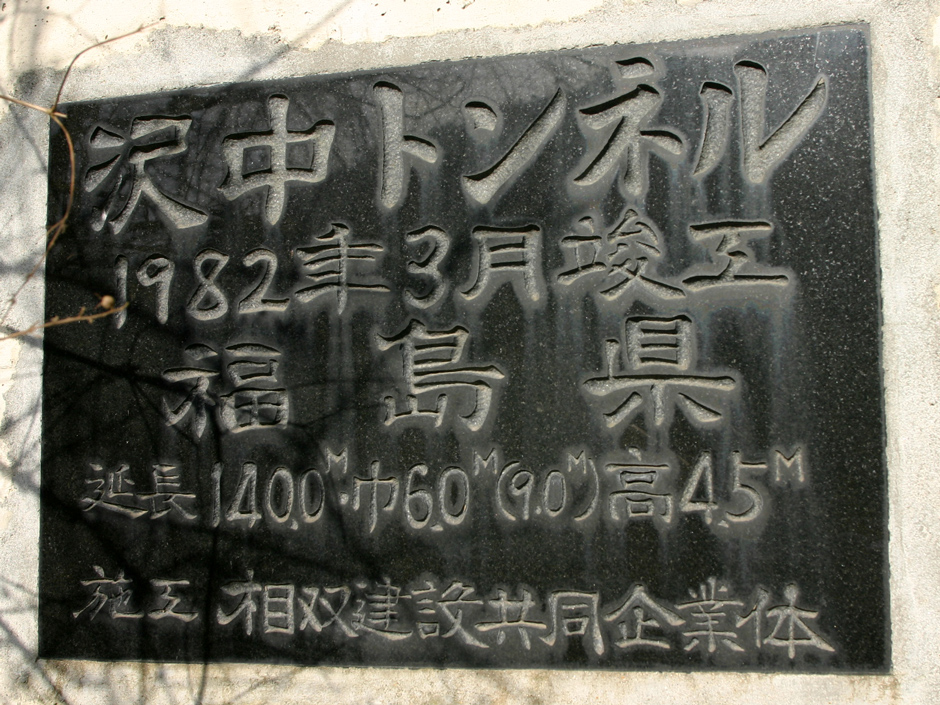 沢中トンネル
1982年3月竣工
福島県
延長140.0M・巾6.0M(9.0M)高4.5M
施工 相双建設共同企業体